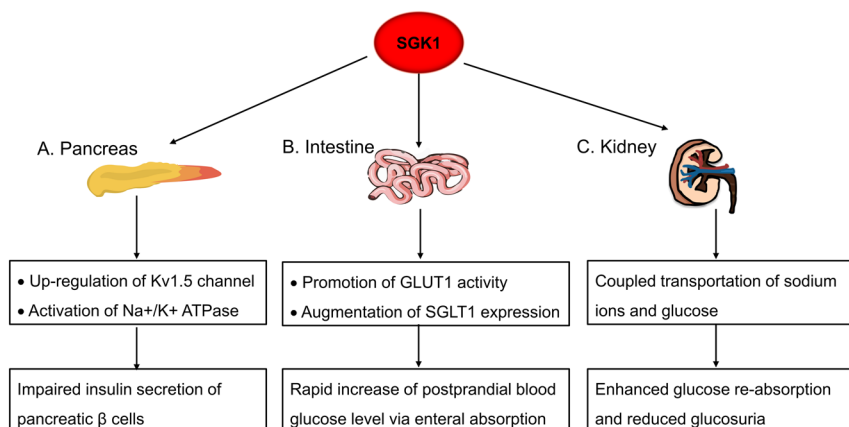 SGK1
A. Pancreas
B. Intestine
C. Kidney
• Up-regulation of Kv1.5 channel
• Activation of Na+/K+ ATPase
• Promotion of GLUT1 activity
• Augmentation of SGLT1 expression
Coupled transportation of sodium
ions and glucose
Impaired insulin secretion of
pancreatic β cells
Rapid increase of postprandial blood
glucose level via enteral absorption
Enhanced glucose re-absorption
and reduced glucosuria